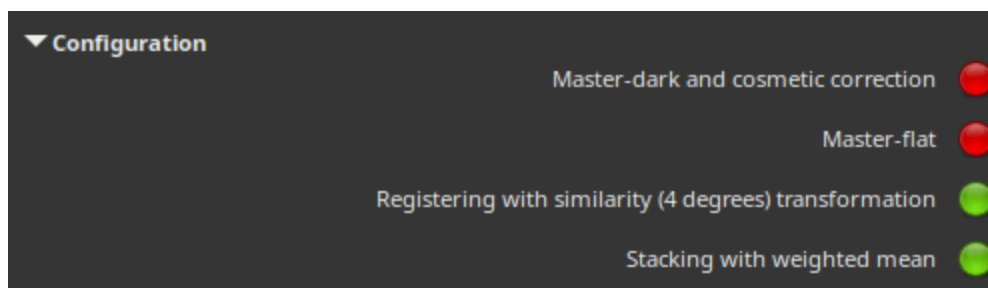 Configuration
Master-dark and cosmetic correction
Master-flat
Registering with similarity (4 degrees) transformation
Stacking with weighted mean